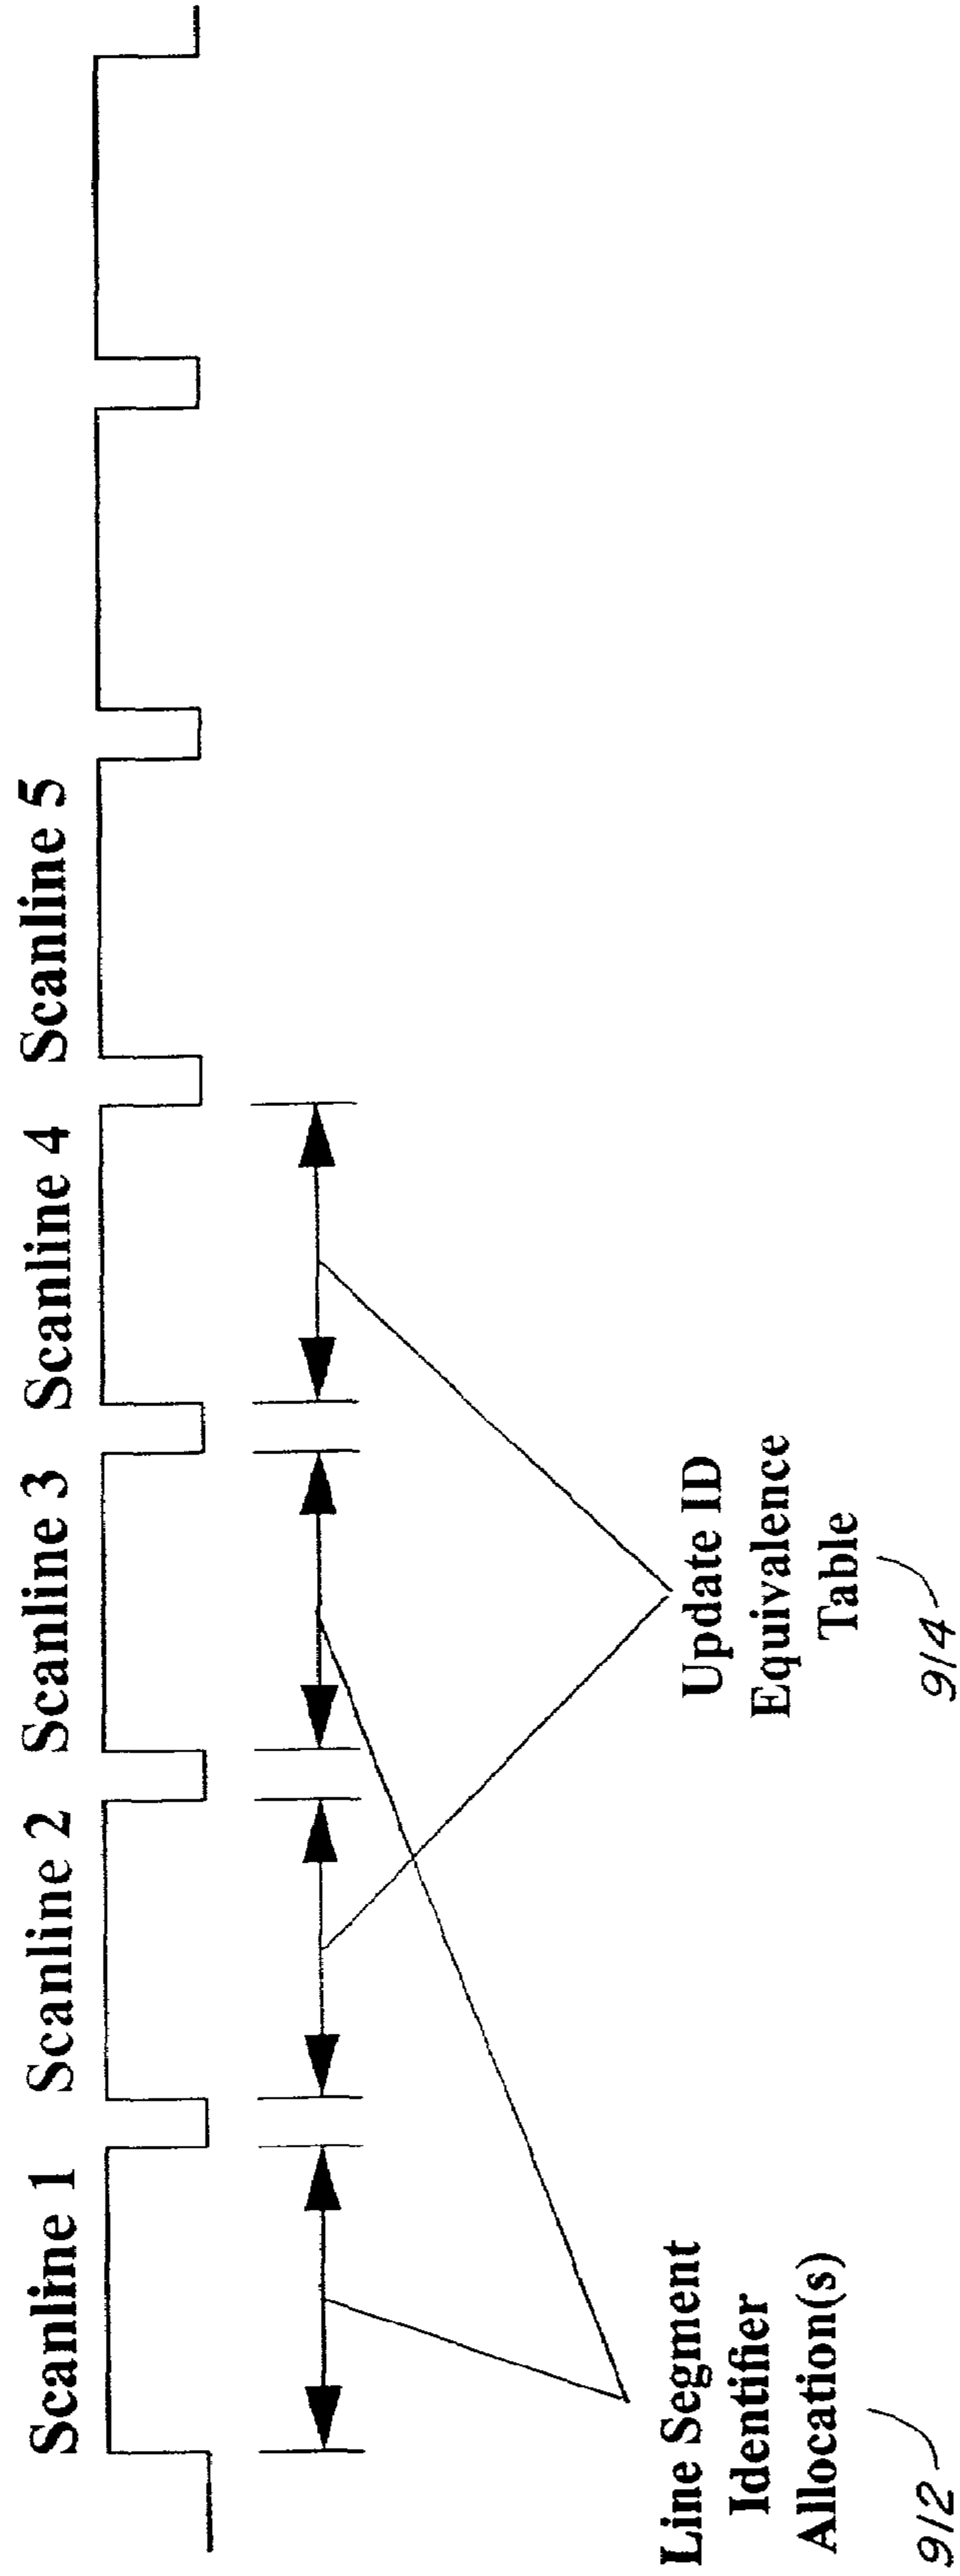 Scanline 1 Scanline 2 Scanline 3 Scanline 4 Scanline 5
Line Segment
Identifier
Allocation(s)
912
Update ID
Equivalence
Table
914